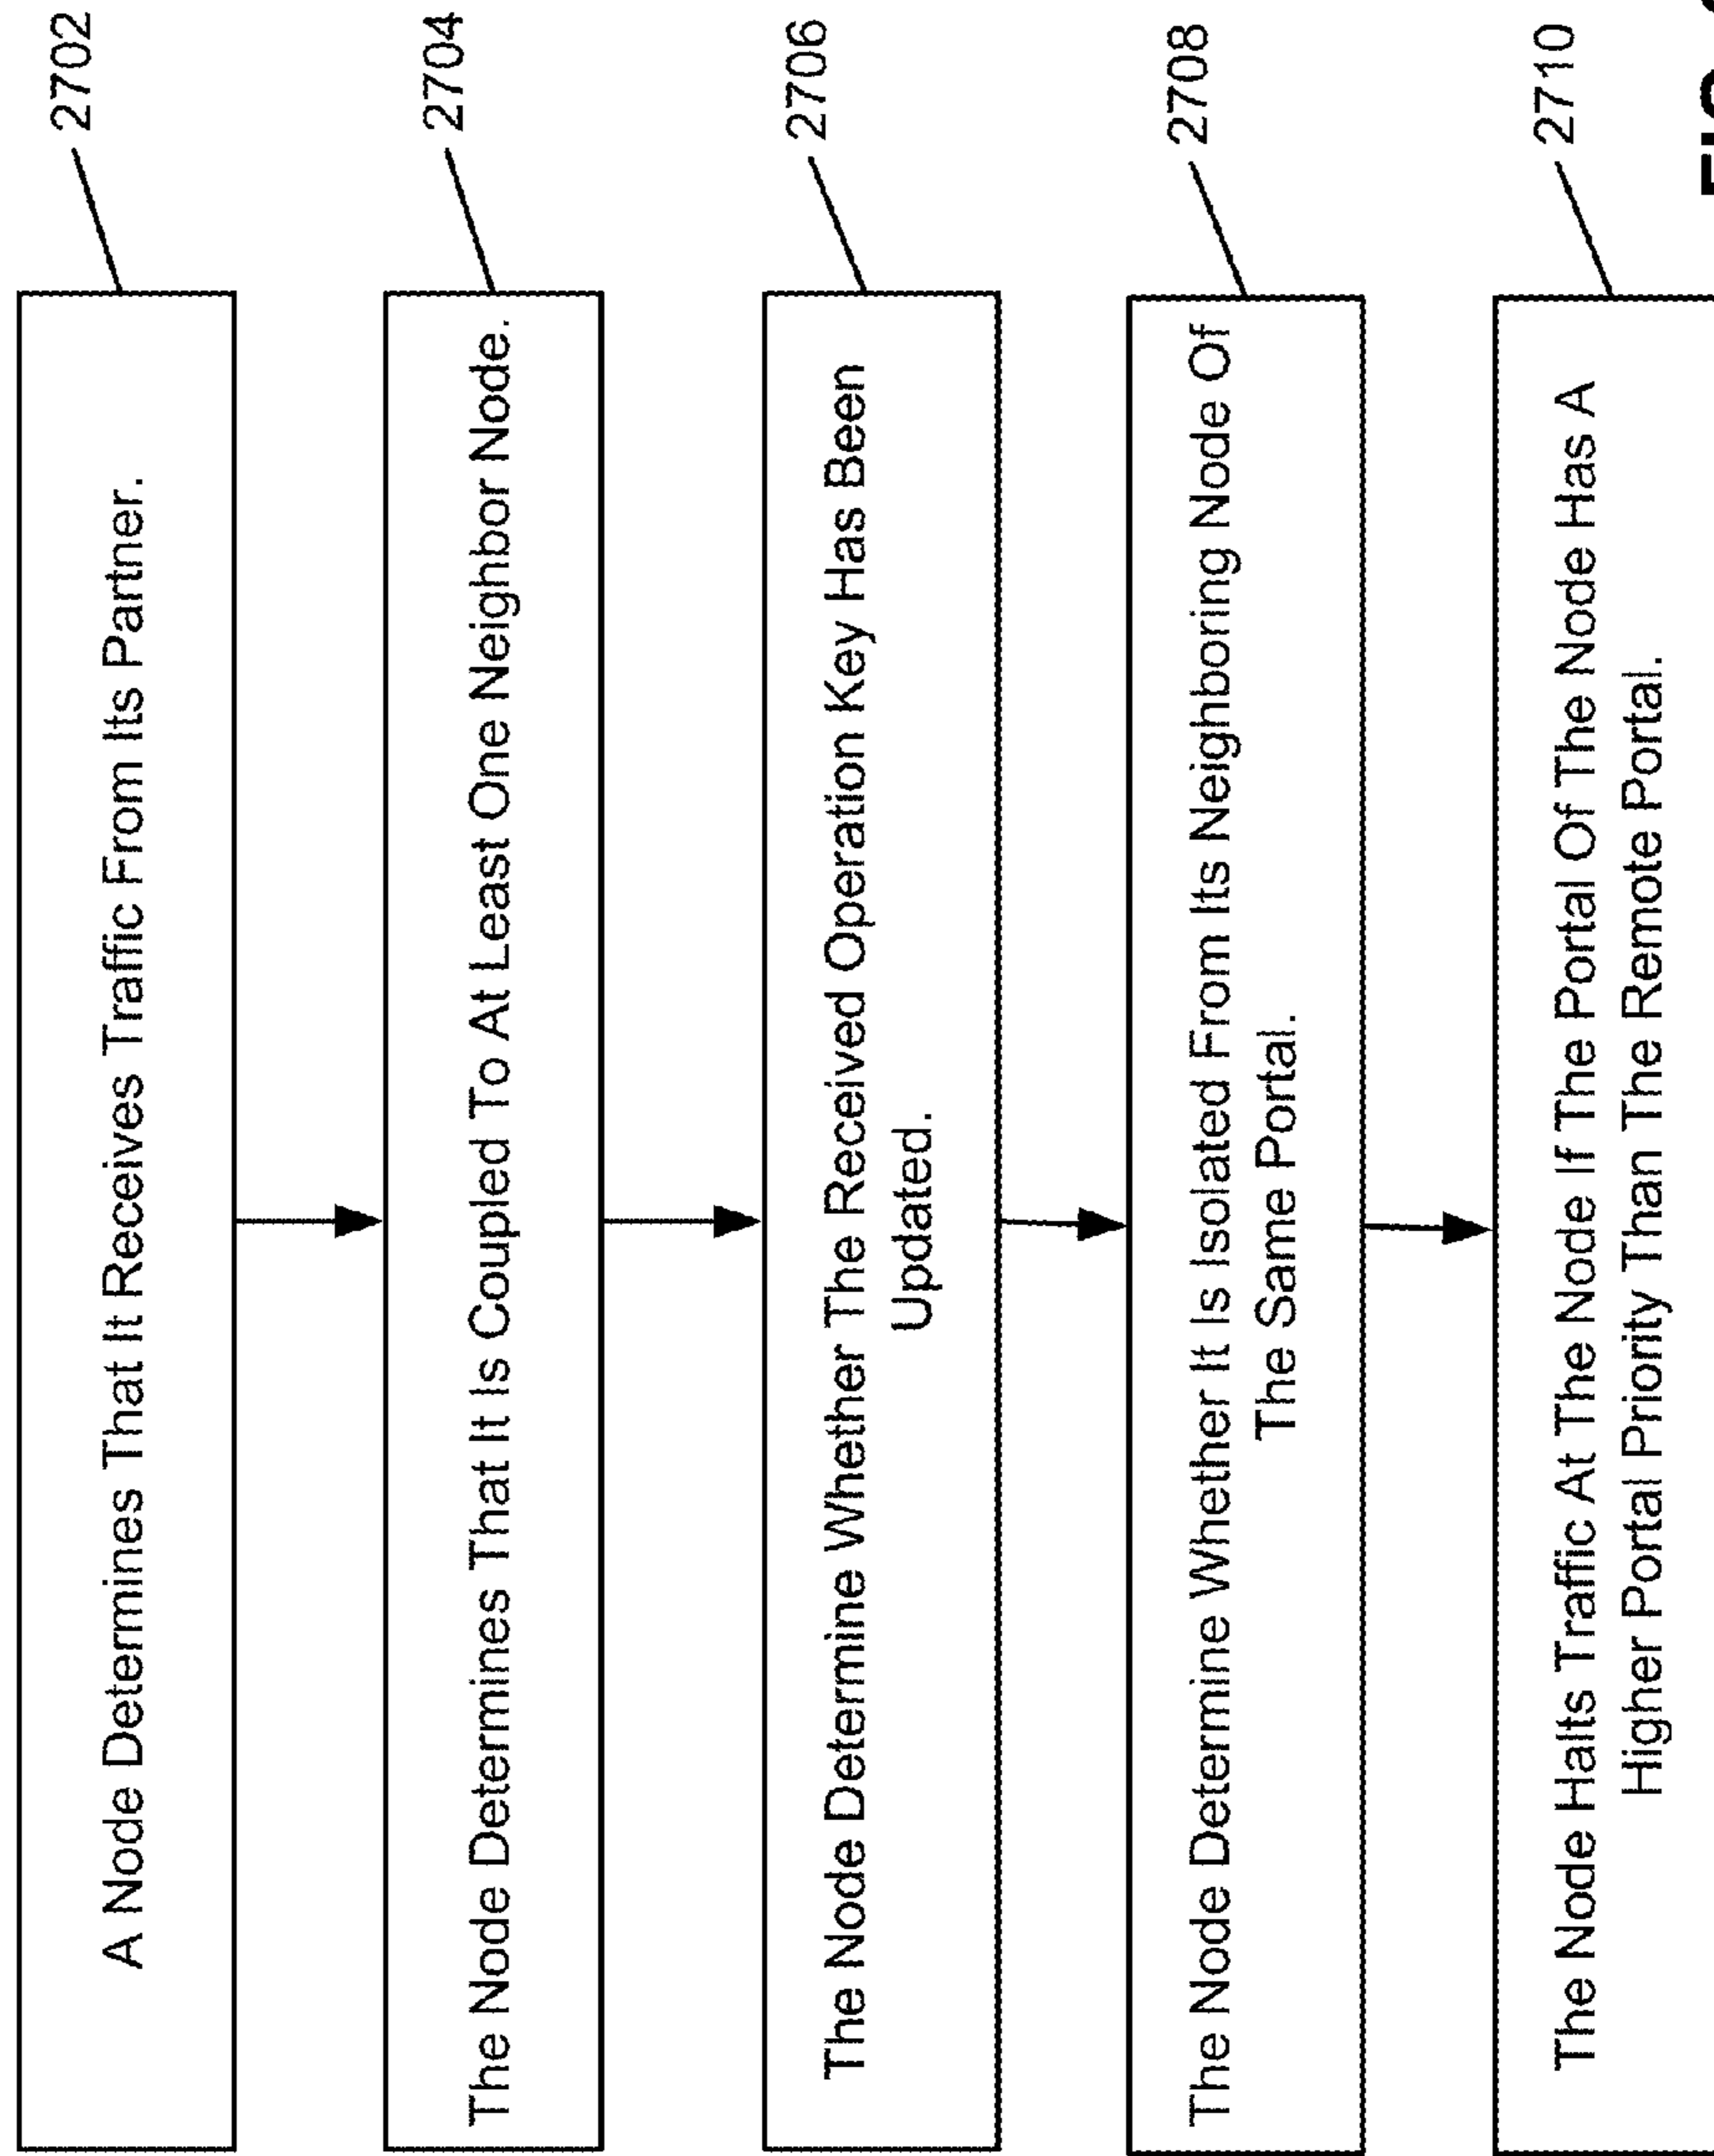 2702
A Node Determines That It Receives Traffic From Its Partner.
2704
The Node Determines That It Is Coupled To At Least One Neighbor Node.
2706
The Node Determine Whether The Received Operation Key Has Been
Updated.
2708
The Node Determine Whether It Is Isolated From Its Neighboring Node Of
The Same Portal.
2710
The Node Halts Traffic At The Node If The Portal Of The Node Has A
Higher Portal Priority Than The Remote Portal.